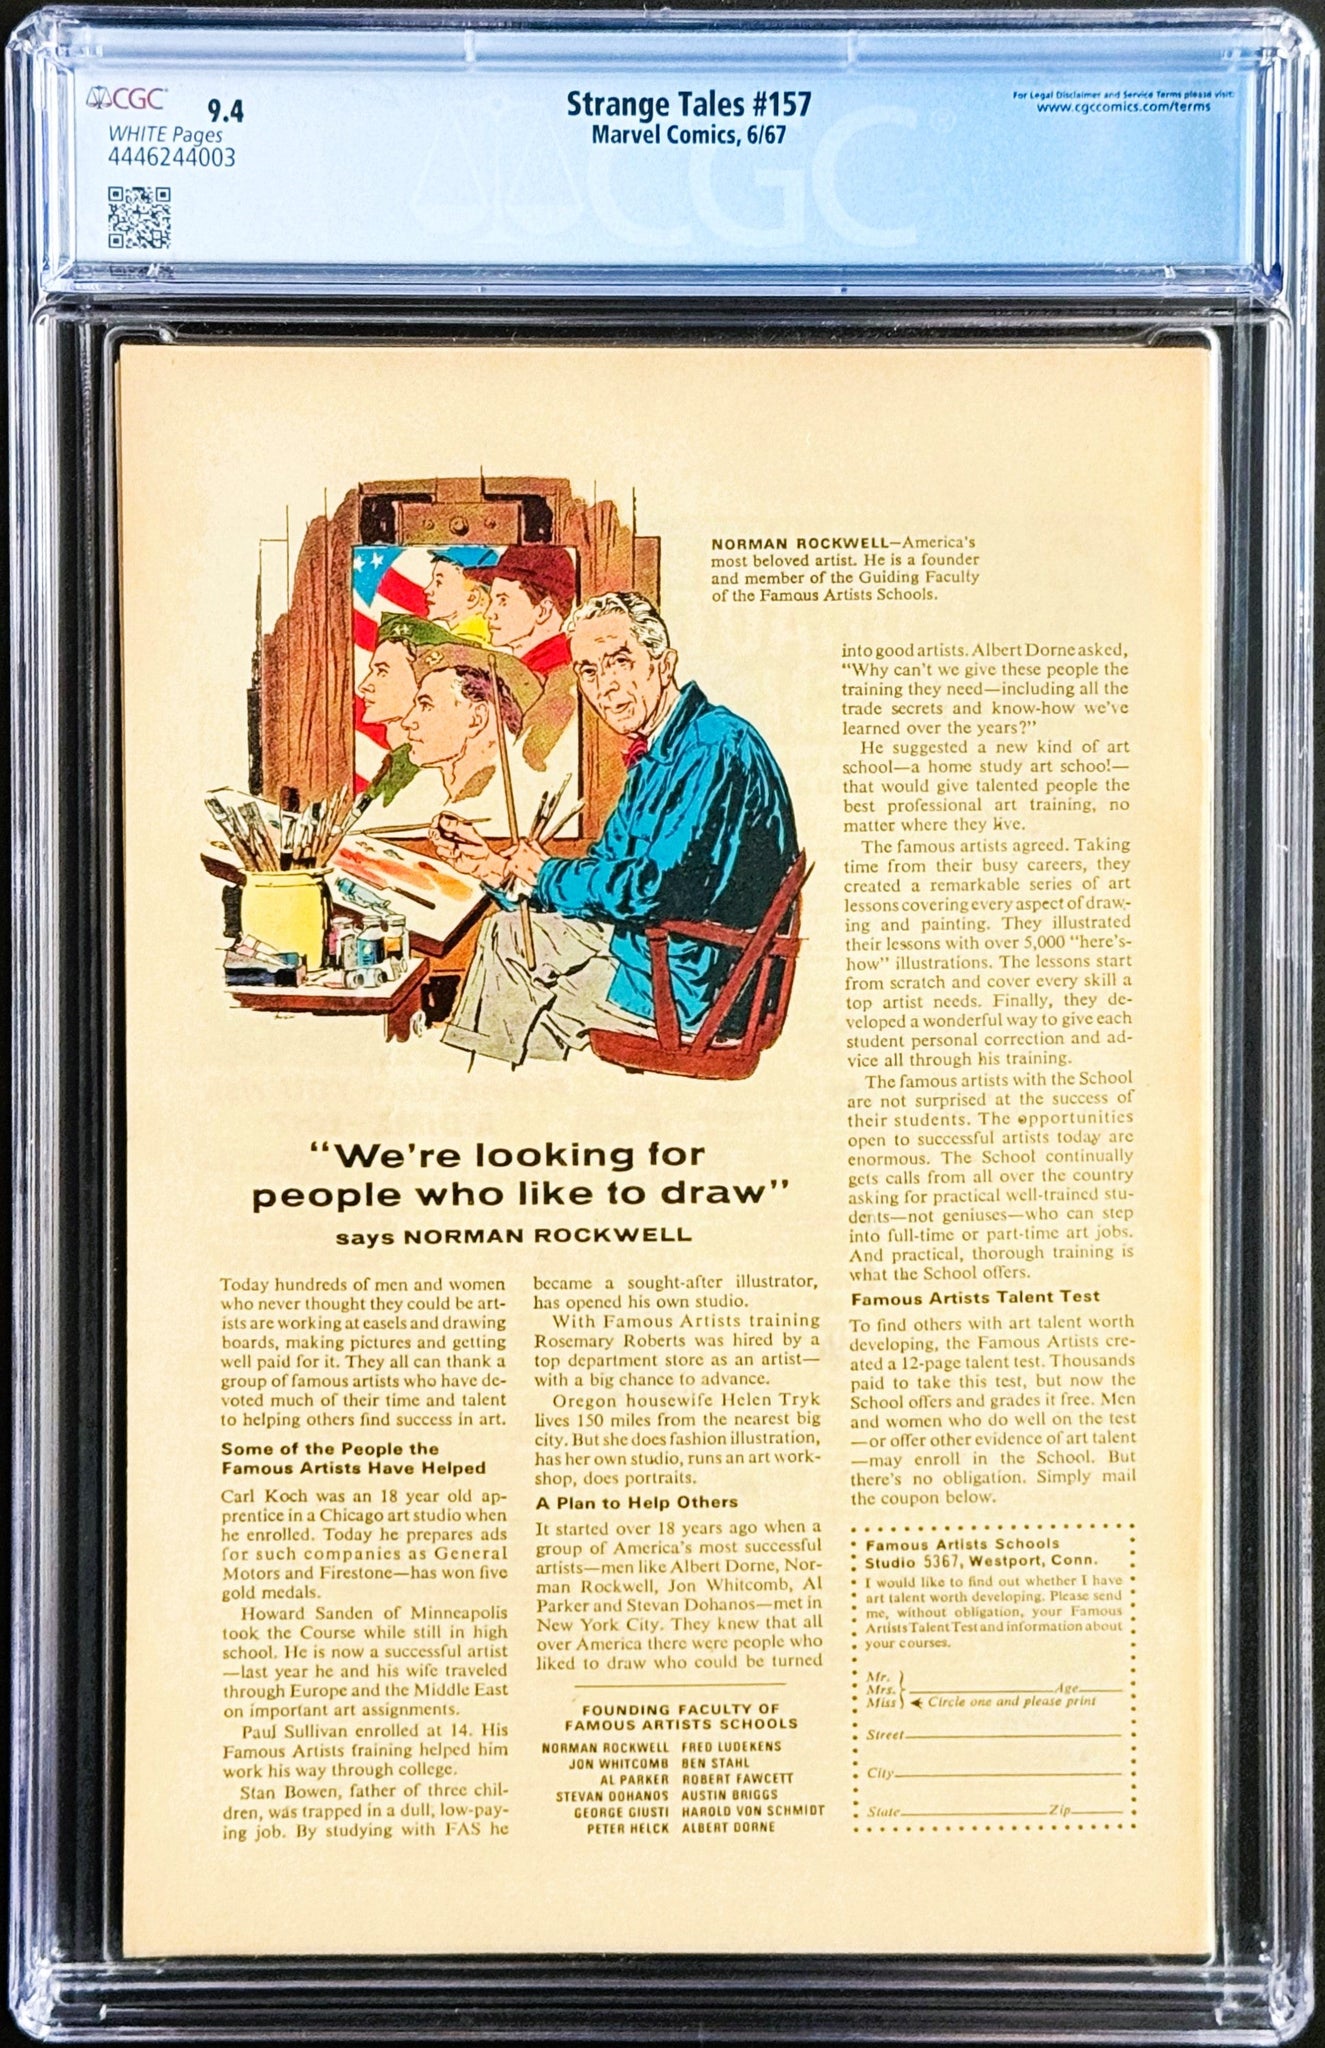 CGC
9.4
WHITE Pages
4446244003
Strange Tales #157
Marvel Comics, 6/67
For Legal Disclaimer and Service Terms please visit:
www.cgccomics.com/terms
CGC
NORMAN ROCKWELL—America's
most beloved artist. He is a founder
and member of the Guiding Faculty
of the Famous Artists Schools.
"We're looking for
people who like to draw"
says NORMAN ROCKWELL
Today hundreds of men and women
who never thought they could be art-
ists are working at easels and drawing
boards, making pictures and getting
well paid for it. They all can thank a
group of famous artists who have de-
voted much of their time and talent
to helping others find success in art.
Some of the People the
Famous Artists Have Helped
Carl Koch was an 18 year old ap-
prentice in a Chicago art studio when
he enrolled. Today he prepares ads
for such companies as General
Motors and Firestone—has won five
gold medals.
Howard Sanden of Minneapolis
took the Course while still in high
school. He is now a successful artist
—last year he and his wife traveled
through Europe and the Middle East
on important art assignments.
Paul Sullivan enrolled at 14. His
Famous Artists training helped him
work his way through college.
Stan Bowen, father of three chil-
dren, was trapped in a dull, low-pay-
ing job. By studying with FAS he
became a sought-after illustrator,
has opened his own studio.
With Famous Artists training
Rosemary Roberts was hired by a
top department store as an artist—
with a big chance to advance.
Oregon housewife Helen Tryk
lives 150 miles from the nearest big
city. But she does fashion illustration,
has her own studio, runs an art work-
shop, does portraits.
A Plan to Help Others
It started over 18 years ago when a
group of America's most successful
artists—men like Albert Dorne, Nor-
man Rockwell, Jon Whitcomb, Al
Parker and Stevan Dohanos—met in
New York City. They knew that all
over America there were people who
liked to draw who could be turned
into good artists. Albert Dorne asked,
"Why can't we give these people the
training they need—including all the
trade secrets and know-how we've
learned over the years?"
He suggested a new kind of art
school—a home study art school—
that would give talented people the
best professional art training, no
matter where they live.
The famous artists agreed. Taking
time from their busy careers, they
created a remarkable series of art
lessons covering every aspect of draw-
ing and painting. They illustrated
their lessons with over 5,000 "here's-
how" illustrations. The lessons start
from scratch and cover every skill a
top artist needs. Finally, they de-
veloped a wonderful way to give each
student personal correction and ad-
vice all through his training.
The famous artists with the School
are not surprised at the success of
their students. The opportunities
open to successful artists today are
enormous. The School continually
gets calls from all over the country
asking for practical well-trained stu-
dents—not geniuses—who can step
into full-time or part-time art jobs.
And practical, thorough training is
what the School offers.
Famous Artists Talent Test
To find others with art talent worth
developing, the Famous Artists cre-
ated a 12-page talent test. Thousands
paid to take this test, but now the
School offers and grades it free. Men
and women who do well on the test
—or offer other evidence of art talent
—may enroll in the School. But
there's no obligation. Simply mail
the coupon below.
FOUNDING FACULTY OF
FAMOUS ARTISTS SCHOOLS
NORMAN ROCKWELL FRED LUDEKENS
JON WHITCOMB BEN STAHL
AL PARKER ROBERT FAWCETT
STEVAN DOHANOS AUSTIN BRIGGS
GEORGE GIUSTI HAROLD VON SCHMIDT
PETER HELCK ALBERT DORNE
Famous Artists Schools
Studio 5367, Westport, Conn.
I would like to find out whether I have
art talent worth developing. Please send
me, without obligation, your Famous
Artists Talent Test and information about
your courses.
Mr.
Mrs. Age
Miss Circle one and please print
Street
City
State Zip